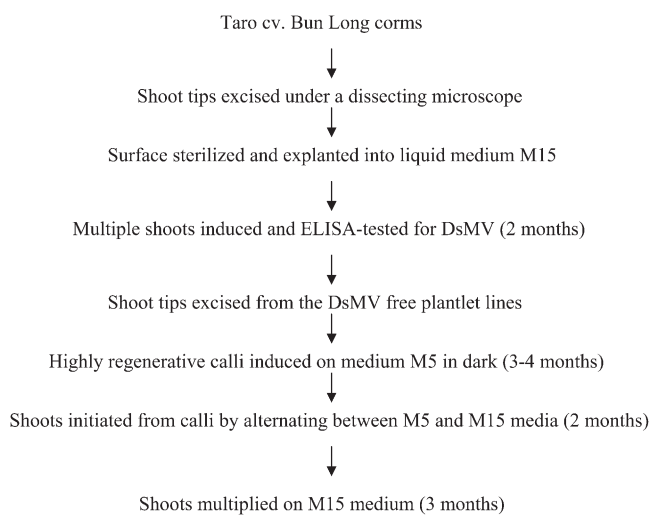 Taro cv. Bun Long corms
Shoot tips excised under a dissecting microscope
Surface sterilized and explanted into liquid medium M15
Multiple shoots induced and ELISA-tested for DsMV (2 months)
Shoot tips excised from the DsMV free plantlet lines
Highly regenerative calli induced on medium M5 in dark (3-4 months)
Shoots initiated from calli by alternating between M5 and M15 media (2 months)
Shoots multiplied on M15 medium (3 months)